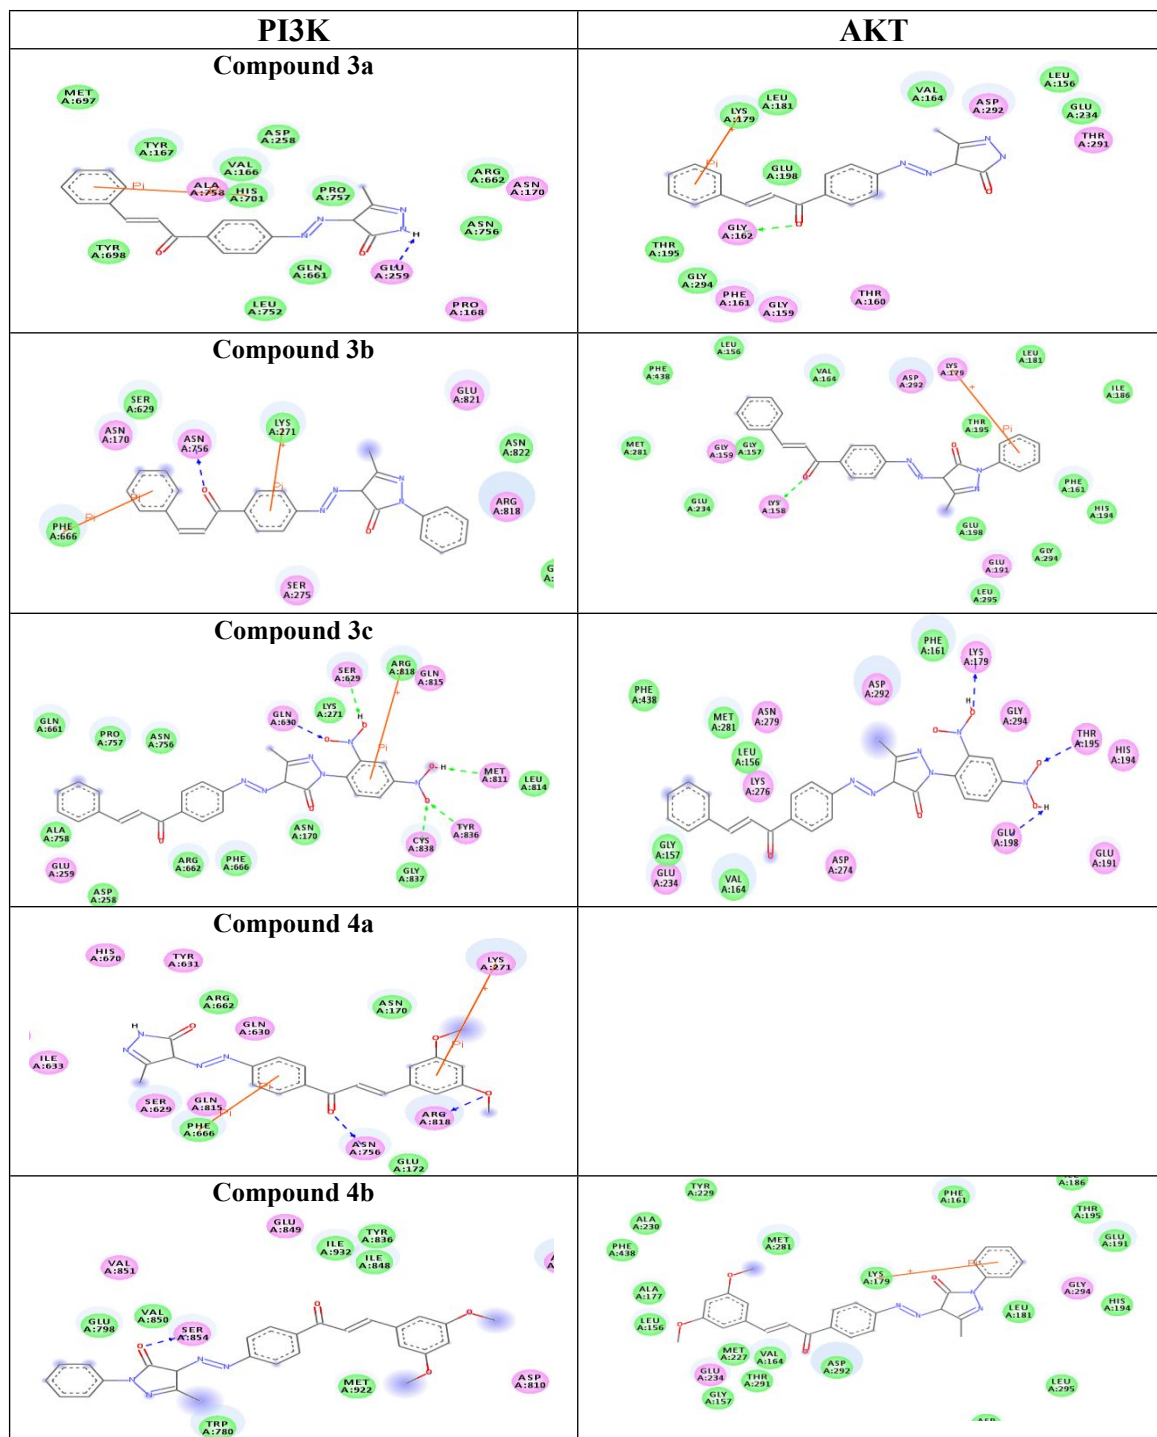 PI3K
AKT
Compound 3a
MET
A:697
TYR
A:167
VAL
A:166
ASP
A:258
ALA
A:758
HIS
A:701
PRO
A:757
ARG
A:662
ASN
A:170
ASN
A:756
TYR
A:698
GLN
A:661
GLU
A:259
LEU
A:752
PRO
A:168
Pi
O
N
N
N
N
H
O
LYS
A:179
LEU
A:181
VAL
A:164
ASP
A:292
LEU
A:156
GLU
A:234
THR
A:291
GLU
A:198
GLY
A:162
THR
A:195
GLY
A:294
PHE
A:161
GLY
A:159
THR
A:160
+
Pi
O
N
N
N
N
O
Compound 3b
SER
A:629
ASN
A:170
ASN
A:756
LYS
A:271
GLU
A:821
ASN
A:822
ARG
A:818
PHE
A:666
SER
A:275
Pi
Pi
Pi
+
O
N
N
N
N
O
LEU
A:156
PHE
A:438
VAL
A:164
ASP
A:292
LYS
A:179
LEU
A:181
ILE
A:186
THR
A:195
MET
A:281
GLY
A:159
GLY
A:157
GLU
A:234
LYS
A:158
PHE
A:161
HIS
A:194
GLU
A:198
GLY
A:294
GLU
A:191
LEU
A:295
+
Pi
O
N
N
O
N
N
Compound 3c
SER
A:629
ARG
A:818
GLN
A:815
LYS
A:271
GLN
A:630
GLN
A:661
PRO
A:757
ASN
A:756
MET
A:811
LEU
A:814
ALA
A:758
ASN
A:170
TYR
A:836
CYS
A:838
GLU
A:259
ARG
A:662
PHE
A:666
GLY
A:837
ASP
A:258
+
Pi
H
O
O
N
N
N
N
N
O
O
N
O
H
O
PHE
A:161
LYS
A:179
ASP
A:292
PHE
A:438
MET
A:281
ASN
A:279
GLY
A:294
THR
A:195
HIS
A:194
LEU
A:156
LYS
A:276
GLY
A:157
GLU
A:234
VAL
A:164
ASP
A:274
GLU
A:198
GLU
A:191
H
O
O
N
N
N
N
N
O
O
N
O
O
H
Compound 4a
HIS
A:670
TYR
A:631
LYS
A:271
ARG
A:662
ASN
A:170
GLN
A:630
ILE
A:633
SER
A:629
GLN
A:815
PHE
A:666
ARG
A:818
ASN
A:756
GLU
A:172
H
N
O
N
N
N
Pi
Pi
Pi
+
O
O
O
Compound 4b
GLU
A:849
ILE
A:932
TYR
A:836
ILE
A:848
VAL
A:851
GLU
A:798
VAL
A:850
SER
A:854
MET
A:922
ASP
A:810
TRP
A:780
O
N
N
N
N
O
O
O
TYR
A:229
PHE
A:161
A:186
THR
A:195
ALA
A:230
PHE
A:438
MET
A:281
GLU
A:191
LYS
A:179
GLY
A:294
HIS
A:194
ALA
A:177
LEU
A:156
LEU
A:181
MET
A:227
VAL
A:164
ASP
A:292
GLU
A:234
THR
A:291
GLY
A:157
LEU
A:295
+
O
O
O
N
N
O
N
N